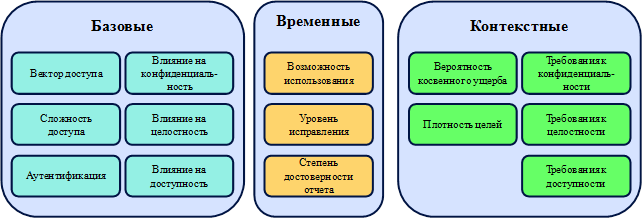 Базовые
Вектор доступа
Влияние на
конфиденциаль-
ность
Сложность
доступа
Влияние на
целостность
Аутентификация
Влияние на
доступность
Временные
Возможность
использования
Уровень
исправления
Степень
достоверности
отчета
Контекстные
Вероятность
косвенного ущерба
Требования к
конфиденциаль-
ности
Плотность целей
Требования к
целостности
Требования к
доступности